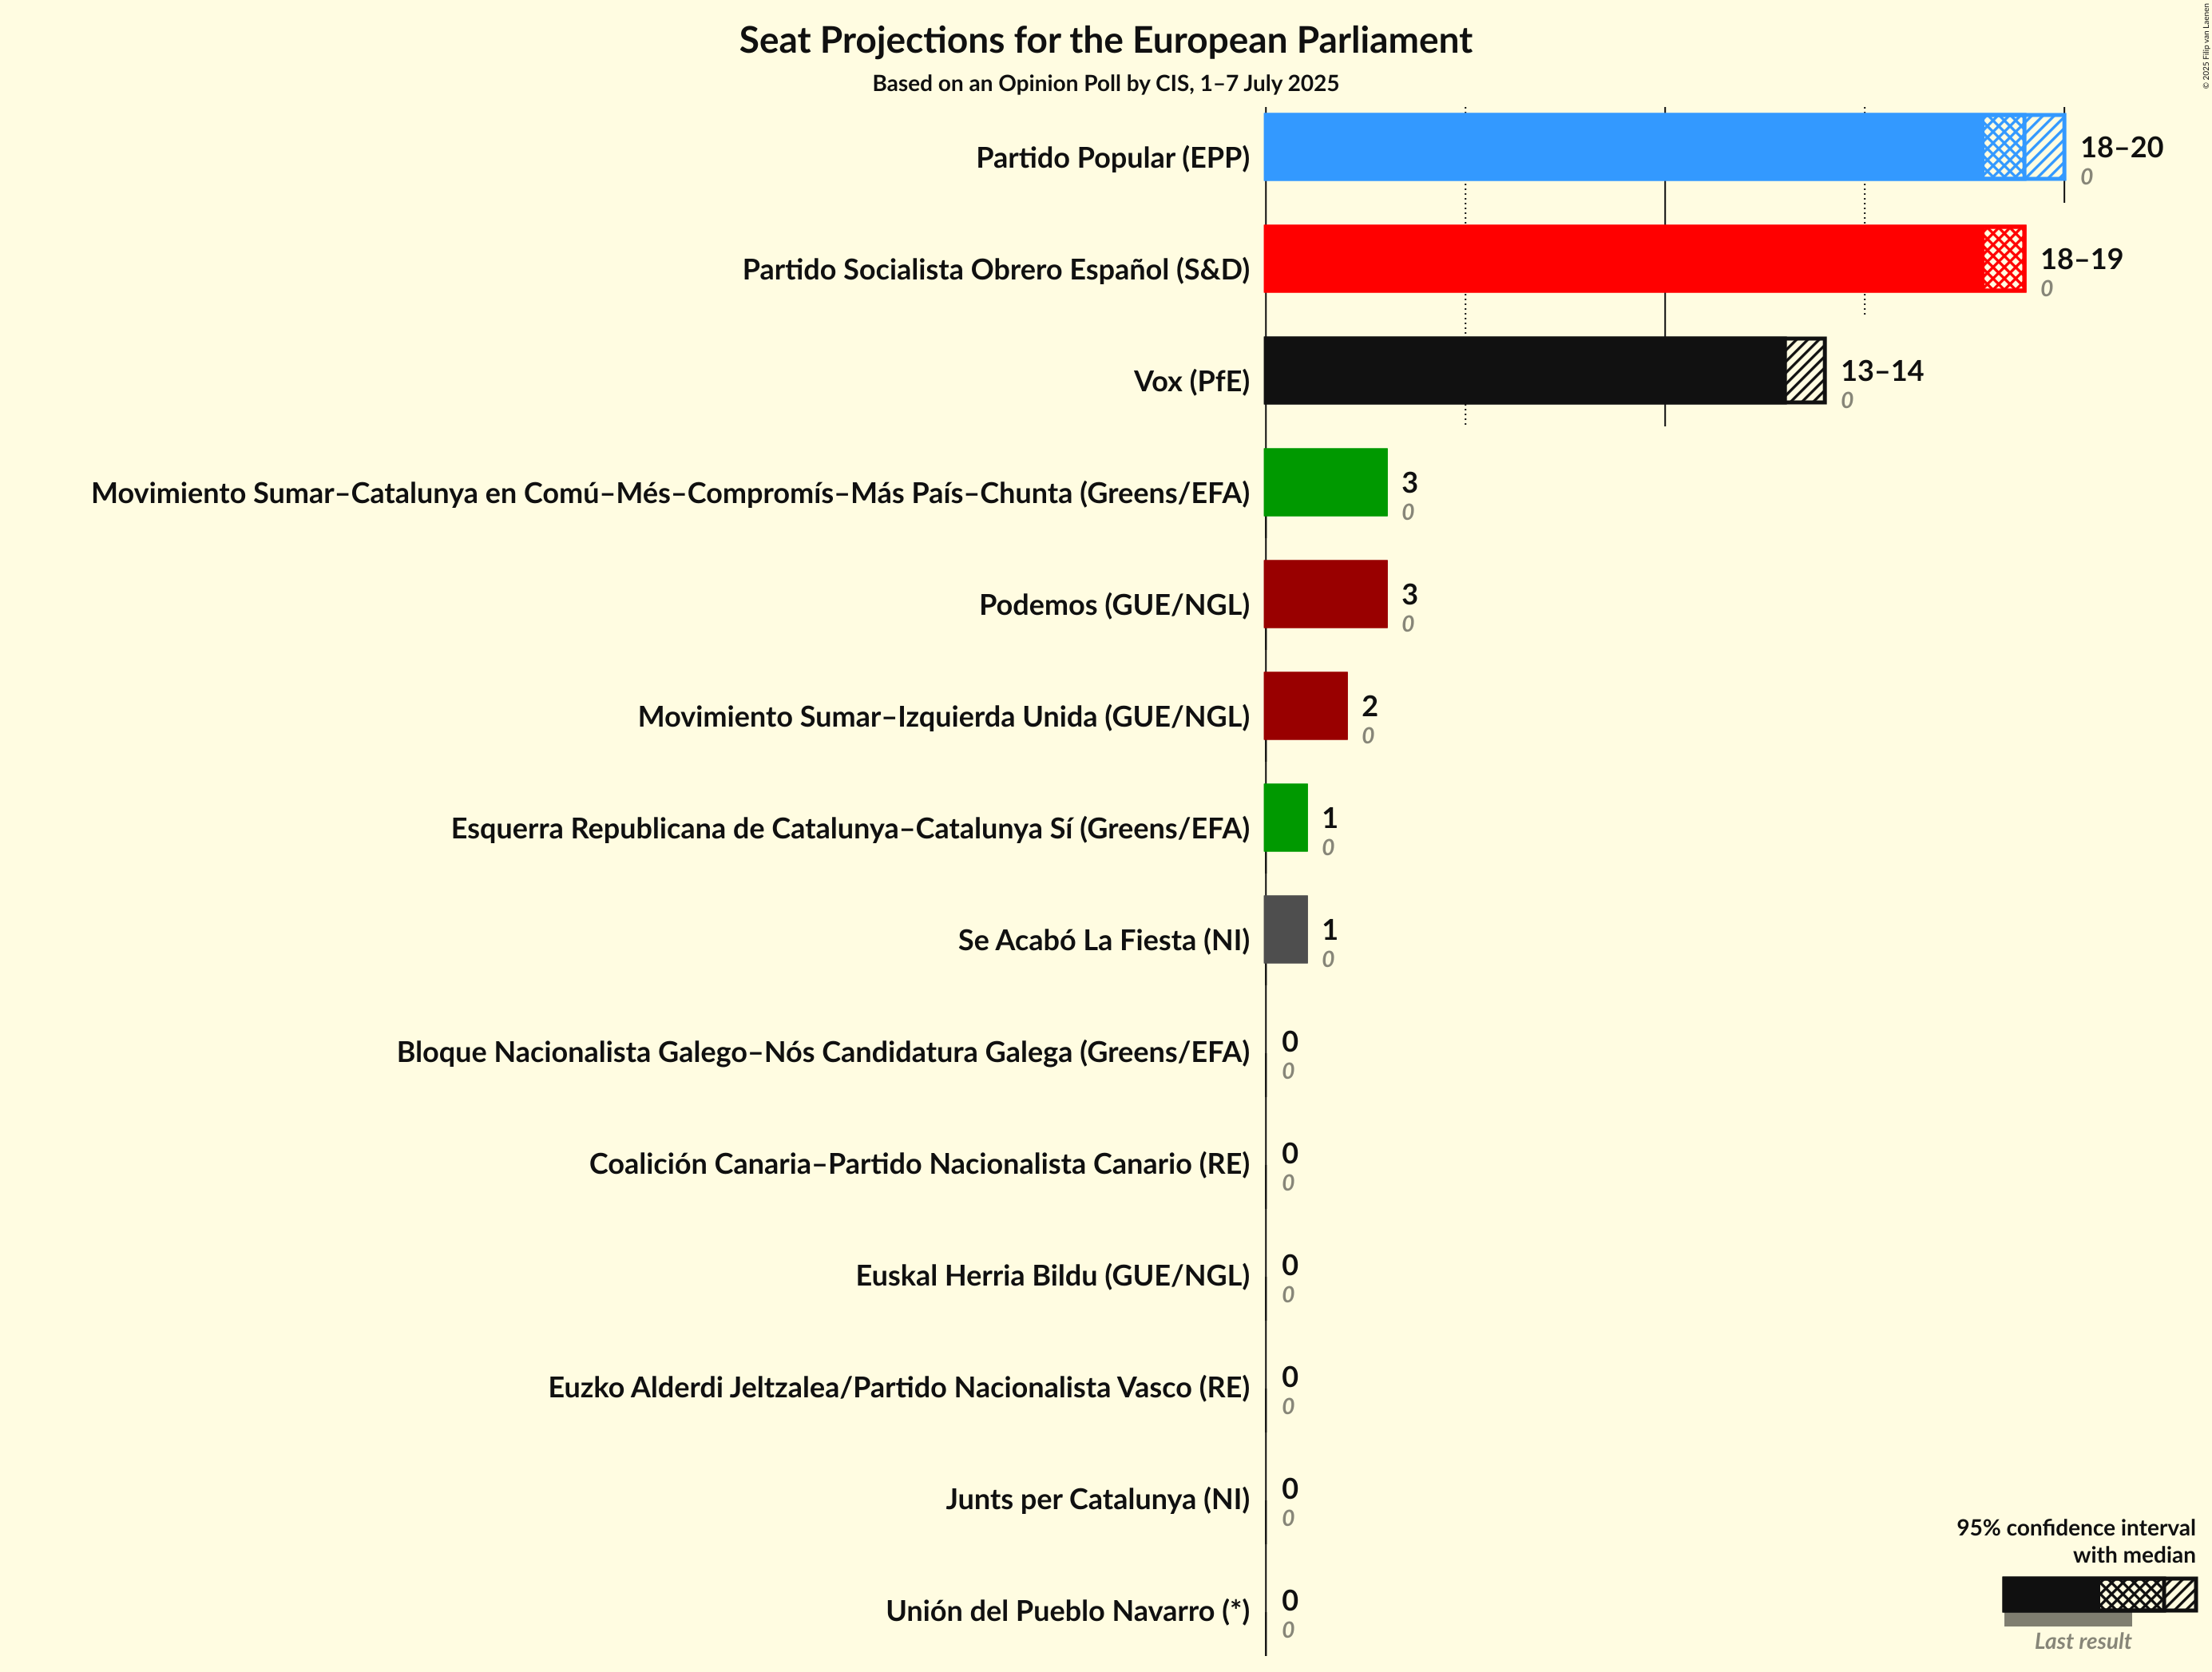 Seat Projections for the European Parliament
Based on an Opinion Poll by CIS, 1–7 July 2025
© 2025 Filip van Laenen
Partido Popular (EPP)
18–20
0
Partido Socialista Obrero Español (S&D)
18–19
0
Vox (PfE)
13–14
0
Movimiento Sumar–Catalunya en Comú–Més–Compromís–Más País–Chunta (Greens/EFA)
3
0
Podemos (GUE/NGL)
3
0
Movimiento Sumar–Izquierda Unida (GUE/NGL)
2
0
Esquerra Republicana de Catalunya–Catalunya Sí (Greens/EFA)
1
0
Se Acabó La Fiesta (NI)
1
0
Bloque Nacionalista Galego–Nós Candidatura Galega (Greens/EFA)
0
0
Coalición Canaria–Partido Nacionalista Canario (RE)
0
0
Euskal Herria Bildu (GUE/NGL)
0
0
Euzko Alderdi Jeltzalea/Partido Nacionalista Vasco (RE)
0
0
Junts per Catalunya (NI)
0
0
Unión del Pueblo Navarro (*)
0
0
95% confidence interval
with median
Last result